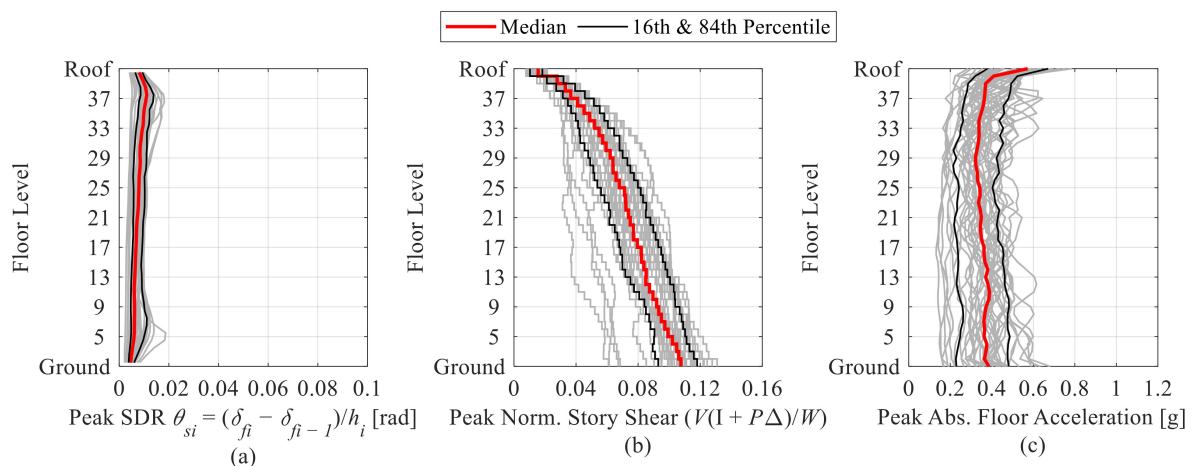 Median 16th & 84th Percentile
Roof
37
33
29
25
21
17
13
9
5
Ground
Floor Level
0 0.02 0.04 0.06 0.08 0.1
Peak SDR θsi = (δfi − δfi − 1)/hi [rad]
(a)
Roof
37
33
29
25
21
17
13
9
5
Ground
Floor Level
0 0.04 0.08 0.12 0.16
Peak Norm. Story Shear (V(I + PΔ)/W)
(b)
Roof
37
33
29
25
21
17
13
9
5
Ground
Floor Level
0 0.2 0.4 0.6 0.8 1 1.2
Peak Abs. Floor Acceleration [g]
(c)